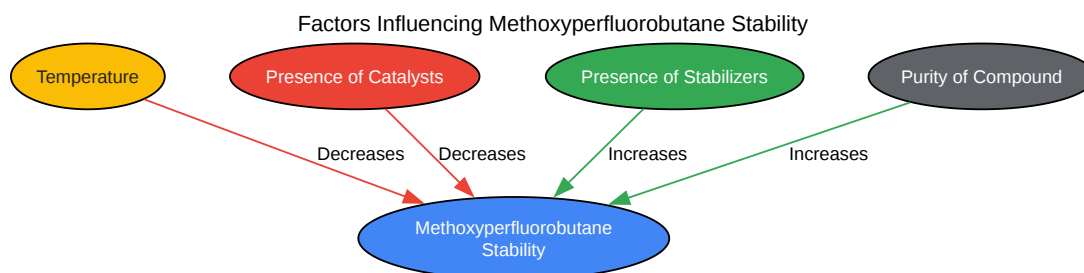 Factors Influencing Methoxyperfluorobutane Stability
Temperature
Presence of Catalysts
Presence of Stabilizers
Purity of Compound
Decreases
Decreases
Increases
Increases
Methoxyperfluorobutane
Stability